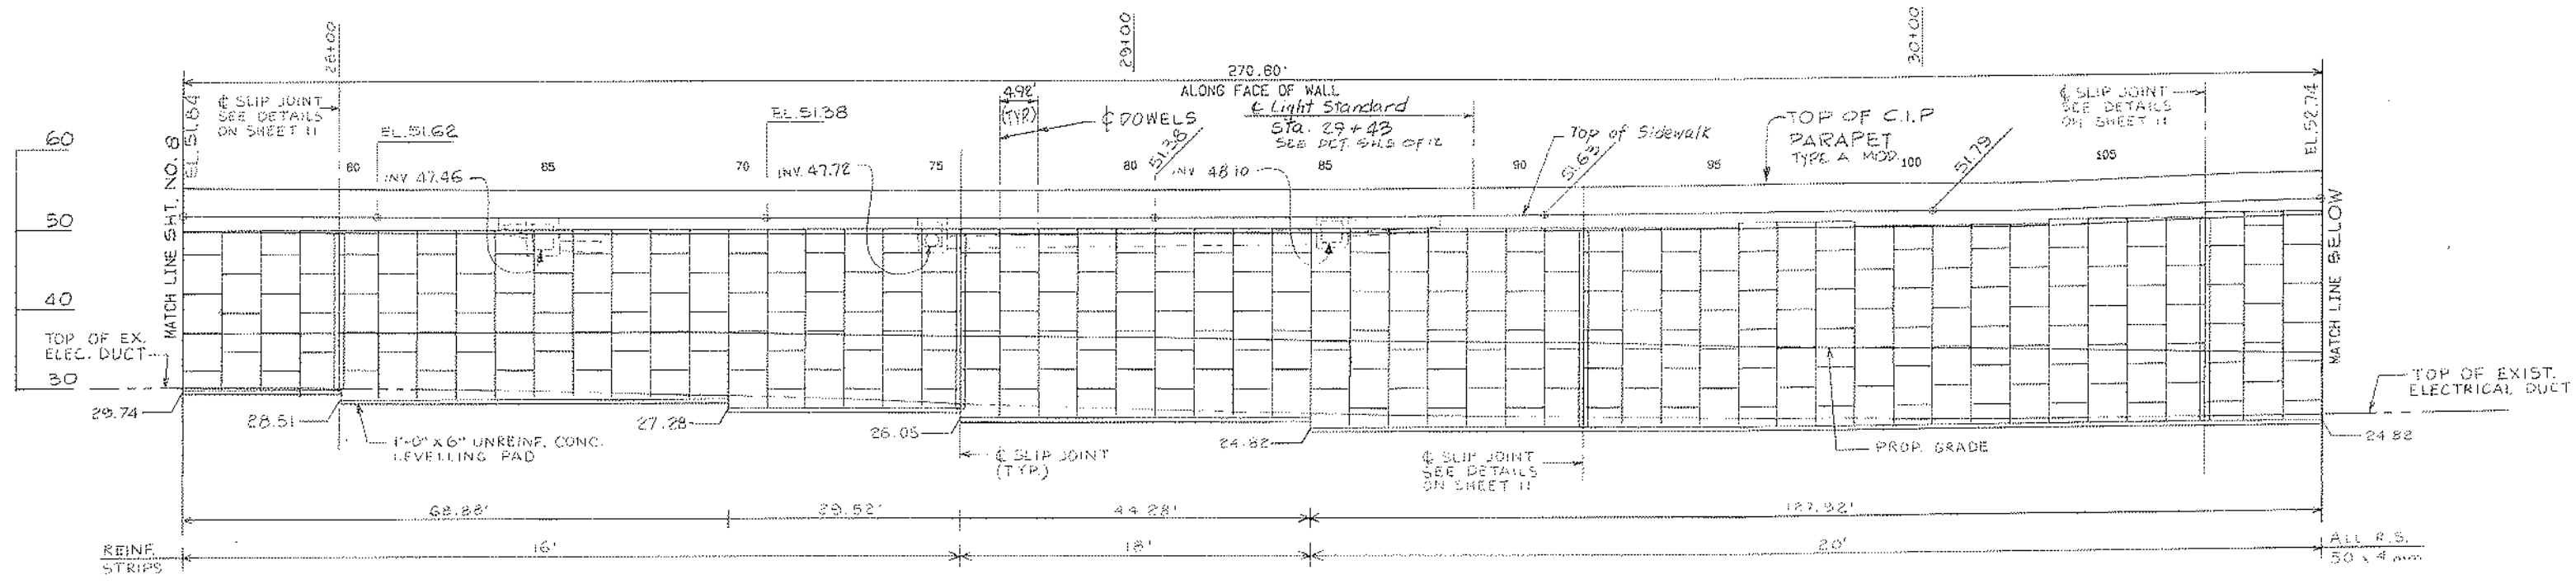 28+00
29+00
30+00
270.60'
ALONG FACE OF WALL
EL. 51.84
MATCH LINE SHT. NO. 8
℄ SLIP JOINT
SEE DETAILS
ON SHEET 11
EL. 51.62
EL. 51.38
4.92'
(TYP.)
℄ DOWELS
℄ Light Standard
Sta. 29+43
51.38
Top of Sidewalk
51.63
TOP OF C.I.P
PARAPET
TYPE A MOD.
51.79
℄ SLIP JOINT
SEE DETAILS
ON SHEET 11
EL. 52.74
MATCH LINE BELOW
60
50
40
30
60
65
70
75
80
85
90
95
100
105
INV 47.46
INV. 47.72
INV 48.10
TOP OF EX.
ELEC. DUCT
29.74
28.51
27.28
26.05
24.82
24.82
1'-0" X 6" UNREINF. CONC.
LEVELLING PAD
℄ SLIP JOINT
(TYP.)
℄ SLIP JOINT
SEE DETAILS
ON SHEET 11
PROP. GRADE
TOP OF EXIST.
ELECTRICAL DUCT
68.88'
29.52'
44.28'
127.92'
REINF.
STRIPS
16'
18'
20'
ALL R.S.
50 x 4 mm